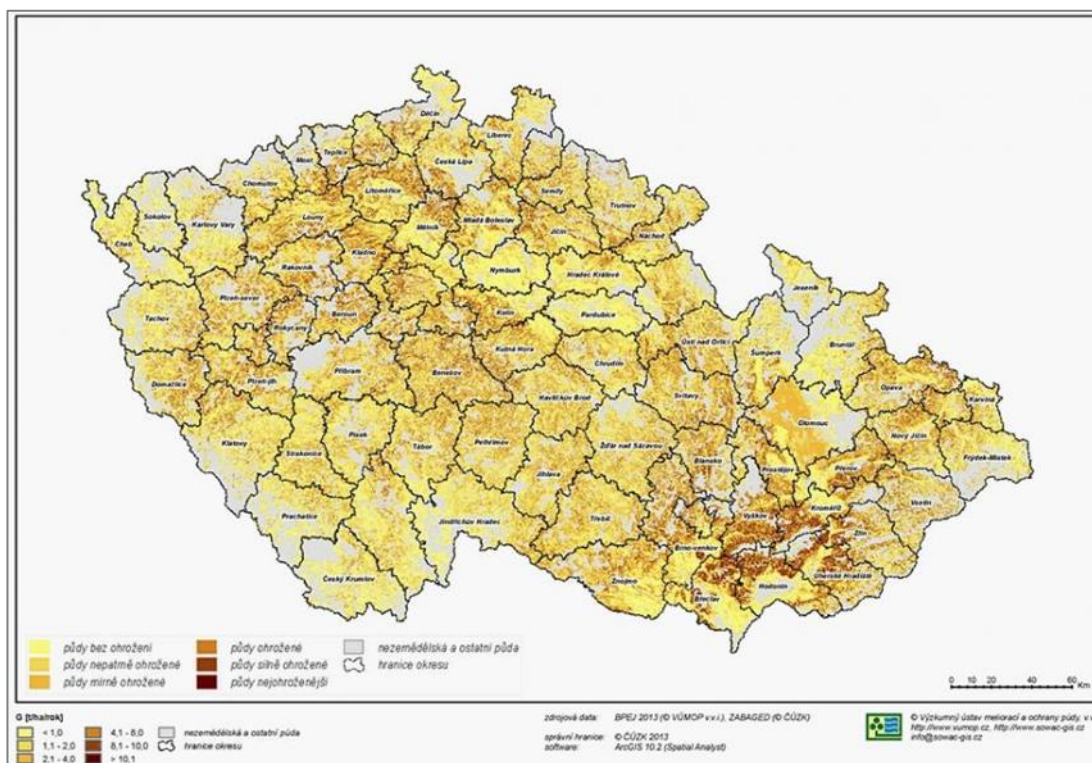 Děčín
Liberec
Teplice
Most
Česká Lípa
Chomutov
Litoměřice
Semily
Trutnov
Sokolov
Karlovy Vary
Louny
Mělník
Mladá Boleslav
Jičín
Náchod
Cheb
Rakovník
Kladno
Nymburk
Hradec Králové
Jeseník
Plzeň-sever
Tachov
Rokycany
Beroun
Kolín
Pardubice
Ústí nad Orlicí
Šumperk
Bruntál
Kutná Hora
Chrudim
Domažlice
Plzeň-jih
Příbram
Benešov
Svitavy
Opava
Karviná
Havlíčkův Brod
Olomouc
Nový Jičín
Klatovy
Strakonice
Písek
Tábor
Pelhřimov
Žďár nad Sázavou
Blansko
Prostějov
Přerov
Frýdek-Místek
Jihlava
Vsetín
Prachatice
Jindřichův Hradec
Třebíč
Vyškov
Kroměříž
Zlín
Brno-venkov
Český Krumlov
Znojmo
Břeclav
Hodonín
Uherské Hradiště
půdy bez ohrožení
půdy ohrožené
nezemědělská a ostatní půda
půdy nepatrně ohrožené
půdy silně ohrožené
hranice okresu
půdy mírně ohrožené
půdy nejohroženější
0 10 20 40 60
Km
G [t/ha/rok]
< 1,0
4,1 - 8,0
nezemědělská a ostatní půda
1,1 - 2,0
8,1 - 10,0
hranice okresu
2,1 - 4,0
> 10,1
zdrojová data: BPEJ 2013 (© VÚMOP v.v.i.), ZABAGED (© ČÚZK)
správní hranice: © ČÚZK 2013
software: ArcGIS 10.2 (Spatial Analyst)
© Výzkumný ústav meliorací a ochrany půdy, v.
http://www.vumop.cz, http://www.sowac-gis.cz
info@sowac-gis.cz